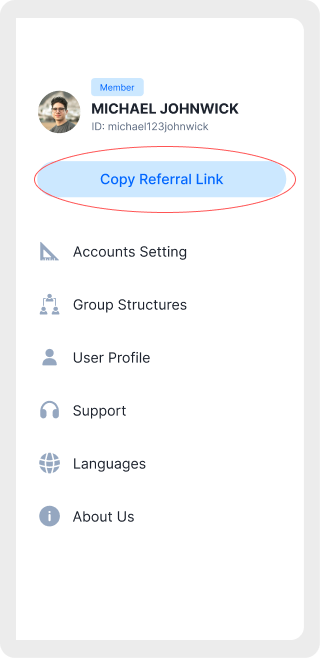 Member
MICHAEL JOHNWICK
ID: michael123johnwick
Copy Referral Link
Accounts Setting
Group Structures
User Profile
Support
Languages
About Us